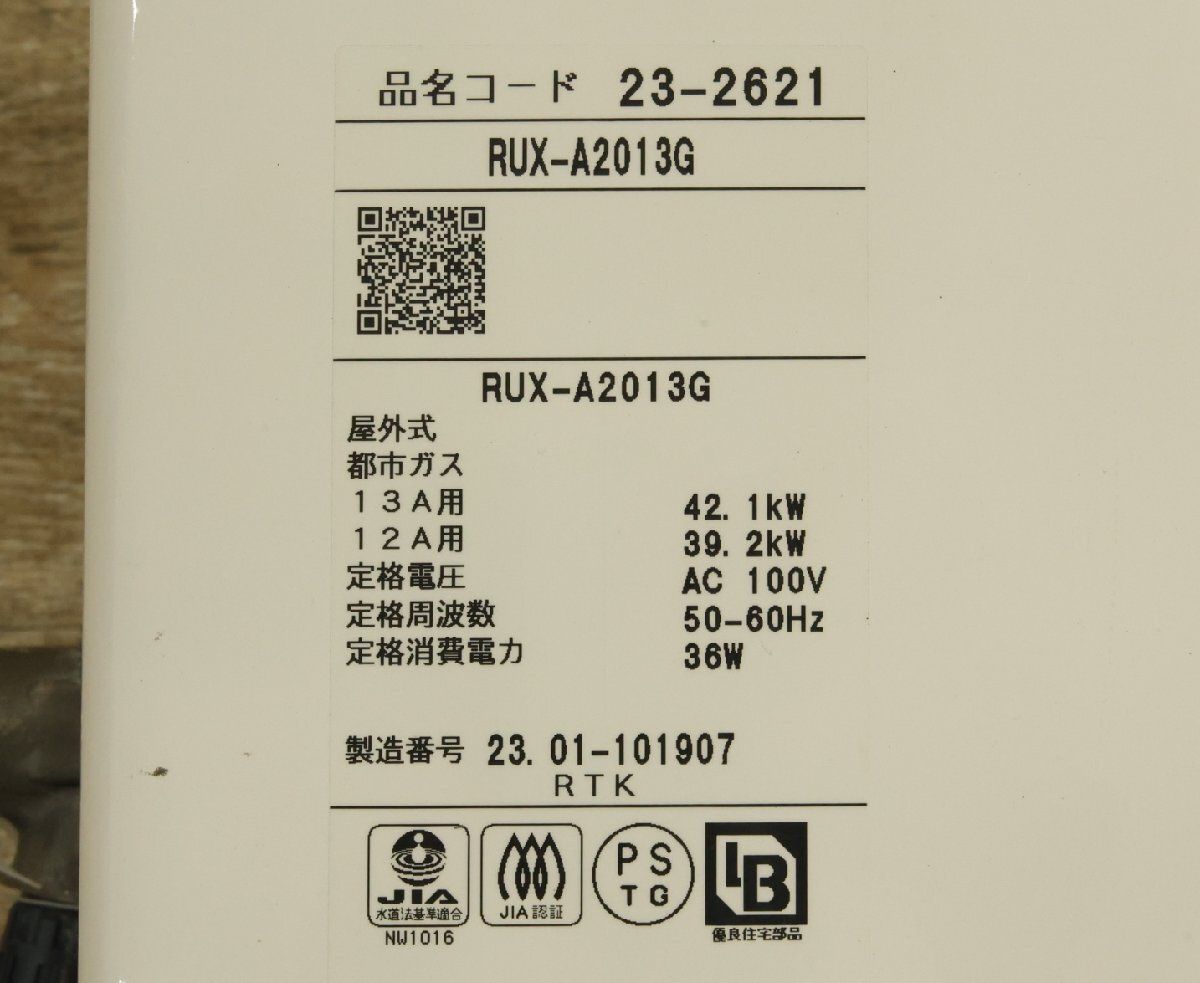 品名コード 23-2621
RUX-A2013G
RUX-A2013G
屋外式
都市ガス
13A用 42.1kW
12A用 39.2kW
定格電圧 AC 100V
定格周波数 50-60Hz
定格消費電力 36W
製造番号 23.01-101907
RTK
JIA
水道法基準適合
NW1016
JIA認証
PS
TG
LB
優良住宅部品